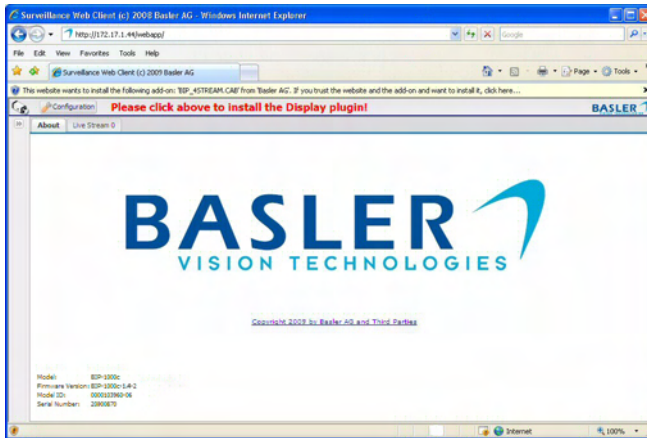 Surveillance Web Client (c) 2008 Basler AG - Windows Internet Explorer
http://172.17.1.44/webapp/
Google
File Edit View Favorites Tools Help
Surveillance Web Client (c) 2009 Basler AG
Page Tools
This website wants to install the following add-on: 'BIP_4STREAM.CAB' from 'Basler AG'. If you trust the website and the add-on and want to install it, click here...
Configuration Please click above to install the Display plugin! BASLER
About Live Stream 0
BASLER
VISION TECHNOLOGIES
Copyright 2008 by Basler AG and Third Parties
Model: BIP-1000c
Firmware Version: BIP-1000c-1.4-2
Model ID: 0000103960-06
Serial Number: 20800870
Internet 100%